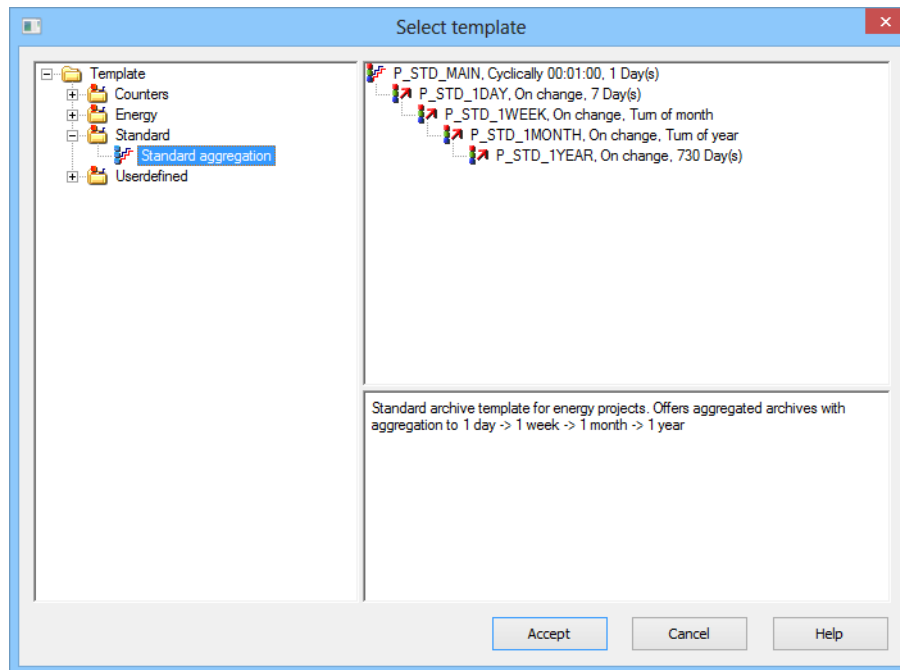 Select template
Template
Counters
Energy
Standard
Standard aggregation
Userdefined
P_STD_MAIN, Cyclically 00:01:00, 1 Day(s)
P_STD_1DAY, On change, 7 Day(s)
P_STD_1WEEK, On change, Turn of month
P_STD_1MONTH, On change, Turn of year
P_STD_1YEAR, On change, 730 Day(s)
Standard archive template for energy projects. Offers aggregated archives with
aggregation to 1 day -> 1 week -> 1 month -> 1 year
Accept
Cancel
Help